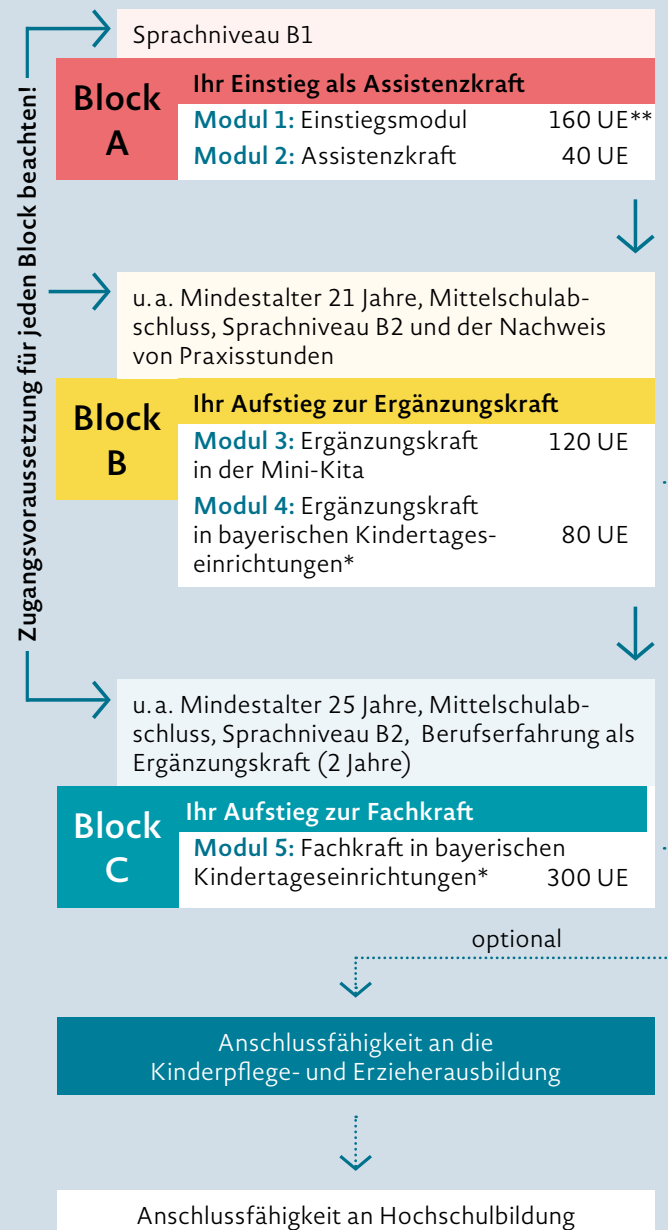 Zugangsvoraussetzung für jeden Block beachten!
Sprachniveau B1
Block
A
Ihr Einstieg als Assistenzkraft
Modul 1: Einstiegsmodul 160 UE**
Modul 2: Assistenzkraft 40 UE
u. a. Mindestalter 21 Jahre, Mittelschulab-
schluss, Sprachniveau B2 und der Nachweis
von Praxisstunden
Block
B
Ihr Aufstieg zur Ergänzungskraft
Modul 3: Ergänzungskraft 120 UE
in der Mini-Kita
Modul 4: Ergänzungskraft
in bayerischen Kindertages- 80 UE
einrichtungen*
u. a. Mindestalter 25 Jahre, Mittelschulab-
schluss, Sprachniveau B2, Berufserfahrung als
Ergänzungskraft (2 Jahre)
Block
C
Ihr Aufstieg zur Fachkraft
Modul 5: Fachkraft in bayerischen
Kindertageseinrichtungen* 300 UE
optional
Anschlussfähigkeit an die
Kinderpflege- und Erzieherausbildung
Anschlussfähigkeit an Hochschulbildung